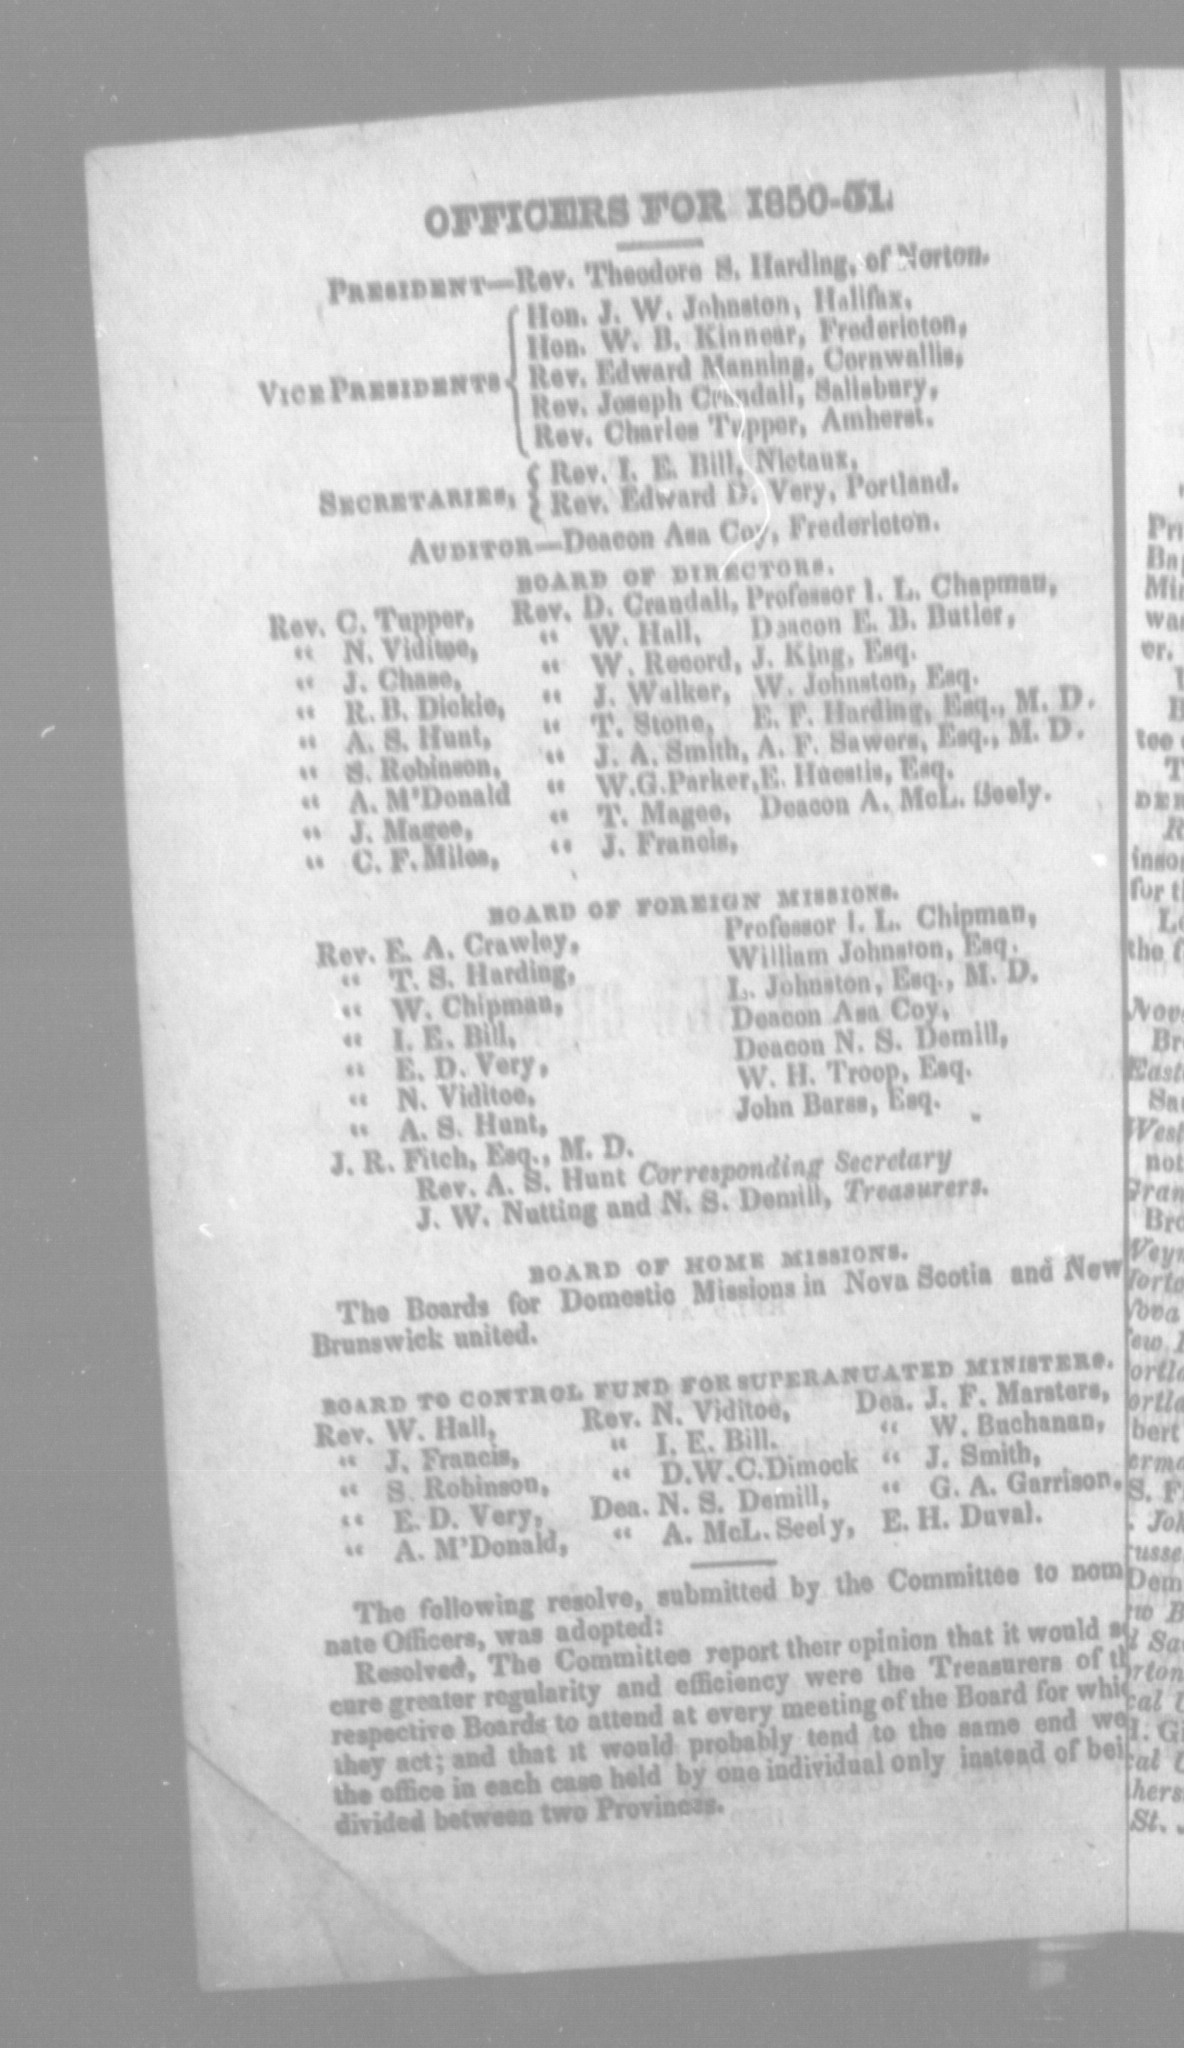 OFFICERS FOR 1850-51.
PRESIDENT—Rev. Theodore S. Harding, of Norton.
VICE PRESIDENTS
Hon. J. W. Johnston, Halifax.
Hon. W. B. Kinnear, Fredericton,
Rev. Edward Manning, Cornwallis,
Rev. Joseph Crandall, Salisbury,
Rev. Charles Tupper, Amherst.
SECRETARIES,
Rev. I. E. Bill, Nictaux,
Rev. Edward D. Very, Portland.
AUDITOR—Deacon Asa Coy, Fredericton.
BOARD OF DIRECTORS.
Rev. C. Tupper, Rev. D. Crandall, Professor I. L. Chapman,
“ N. Viditoe, “ W. Hall, Deacon E. B. Butler,
“ J. Chase, “ W. Record, J. King, Esq.
“ R. B. Dickie, “ J. Walker, W. Johnston, Esq.
“ A. S. Hunt, “ T. Stone, E. F. Harding, Esq., M. D.
“ S. Robinson, “ J. A. Smith, A. F. Sawers, Esq., M. D.
“ A. M'Donald “ W.G.Parker, E. Huestis, Esq.
“ J. Magee, “ T. Magee, Deacon A. McL. Seely.
“ C. F. Miles, “ J. Francis,
BOARD OF FOREIGN MISSIONS.
Rev. E. A. Crawley, Professor I. L. Chipman,
“ T. S. Harding, William Johnston, Esq.
“ W. Chipman, L. Johnston, Esq., M. D.
“ I. E. Bill, Deacon Asa Coy,
“ E. D. Very, Deacon N. S. Demill,
“ N. Viditoe, W. H. Troop, Esq.
“ A. S. Hunt, John Barss, Esq.
J. R. Fitch, Esq., M. D.
Rev. A. S. Hunt Corresponding Secretary
J. W. Nutting and N. S. Demill, Treasurers.
BOARD OF HOME MISSIONS.
The Boards for Domestic Missions in Nova Scotia and New
Brunswick united.
BOARD TO CONTROL FUND FOR SUPERANUATED MINISTERS.
Rev. W. Hall, Rev. N. Viditoe, Dea. J. F. Marsters,
“ J. Francis, “ I. E. Bill. “ W. Buchanan,
“ S. Robinson, “ D.W.C.Dimock “ J. Smith,
“ E. D. Very, Dea. N. S. Demill, “ G. A. Garrison.
“ A. M'Donald, “ A. McL. Seely, E. H. Duval.
The following resolve, submitted by the Committee to nom
nate Officers, was adopted:
Resolved, The Committee report their opinion that it would se
cure greater regularity and efficiency were the Treasurers of th
respective Boards to attend at every meeting of the Board for whic
they act; and that it would probably tend to the same end we
the office in each case held by one individual only instead of bei
divided between two Provinces.